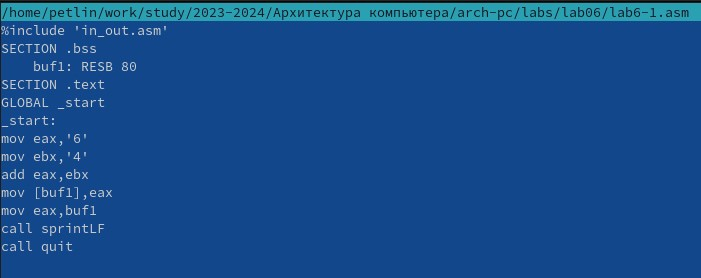 /home/petlin/work/study/2023-2024/Архитектура компьютера/arch-pc/labs/lab06/lab6-1.asm
%include 'in_out.asm'
SECTION .bss
    buf1: RESB 80
SECTION .text
GLOBAL _start
_start:
mov eax,'6'
mov ebx,'4'
add eax,ebx
mov [buf1],eax
mov eax,buf1
call sprintLF
call quit